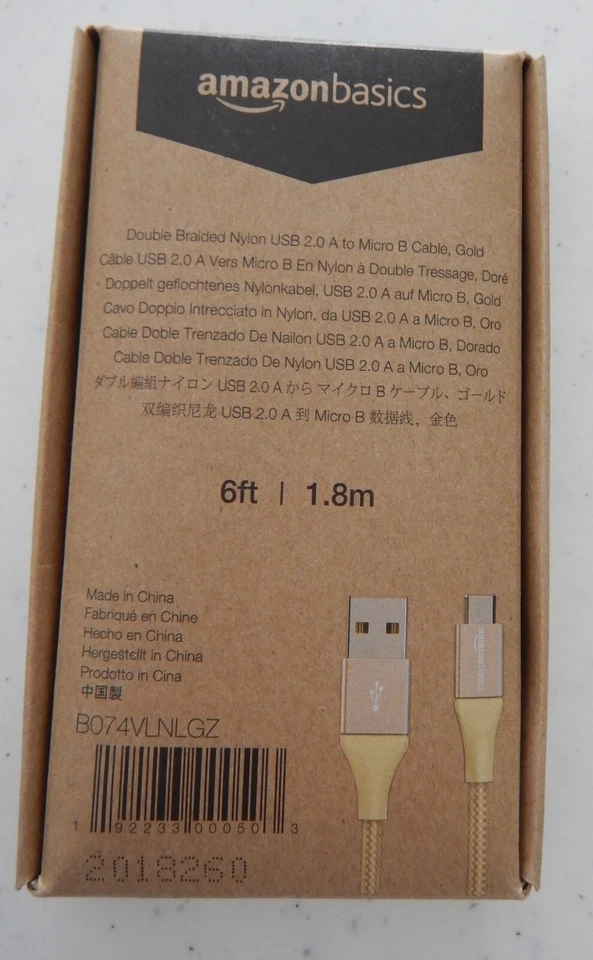 amazonbasics
Double Braided Nylon USB 2.0 A to Micro B Cable, Gold
Câble USB 2.0 A Vers Micro B En Nylon à Double Tressage, Doré
Doppelt geflochtenes Nylonkabel, USB 2.0 A auf Micro B, Gold
Cavo Doppio Intrecciato in Nylon, da USB 2.0 A a Micro B, Oro
Cable Doble Trenzado De Nailon USB 2.0 A a Micro B, Dorado
Cable Doble Trenzado De Nylon USB 2.0 A a Micro B, Oro
ダブル編組ナイロン USB 2.0 A から マイクロ B ケーブル、ゴールド
双编织尼龙 USB 2.0 A 到 Micro B 数据线，金色
6ft | 1.8m
Made in China
Fabriqué en Chine
Hecho en China
Hergestellt in China
Prodotto in Cina
中国製
amazonbasics
B074VLNLGZ
1 92233 00050 3
2018260